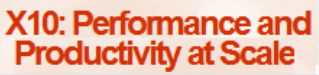 X10: Performance and
Productivity at Scale